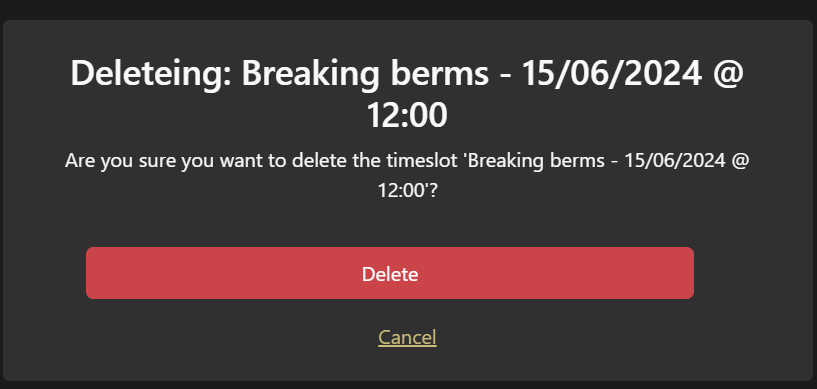 Deleteing: Breaking berms - 15/06/2024 @
12:00
Are you sure you want to delete the timeslot 'Breaking berms - 15/06/2024 @
12:00'?
Delete
Cancel